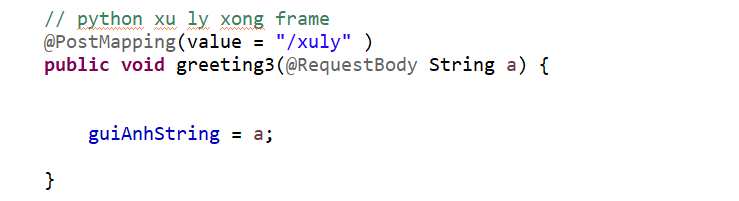 // python xu ly xong frame
@PostMapping(value = "/xuly" )
public void greeting3(@RequestBody String a) {
guiAnhString = a;
}